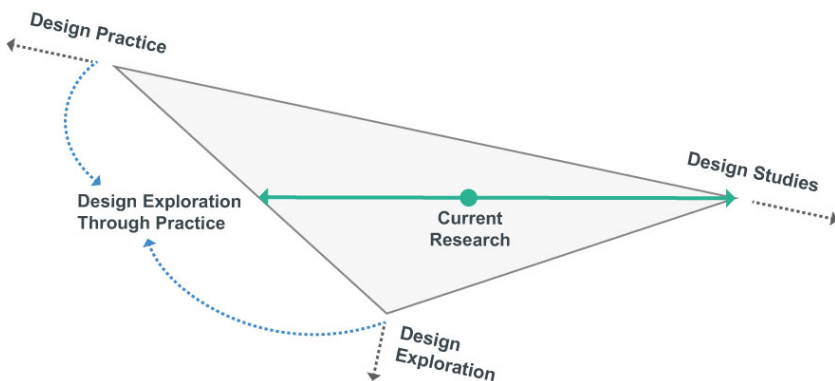 Design Practice
Design Studies
Design Exploration
Through Practice
Current
Research
Design
Exploration